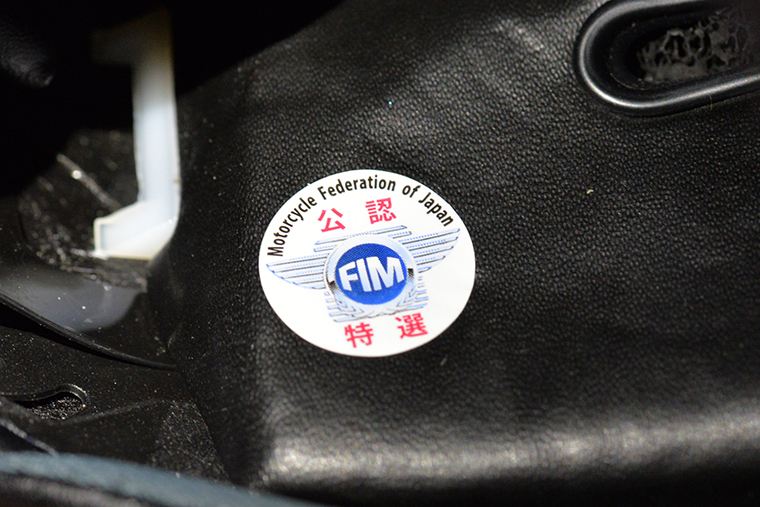 Motorcycle Federation of Japan
公認
FIM
特選